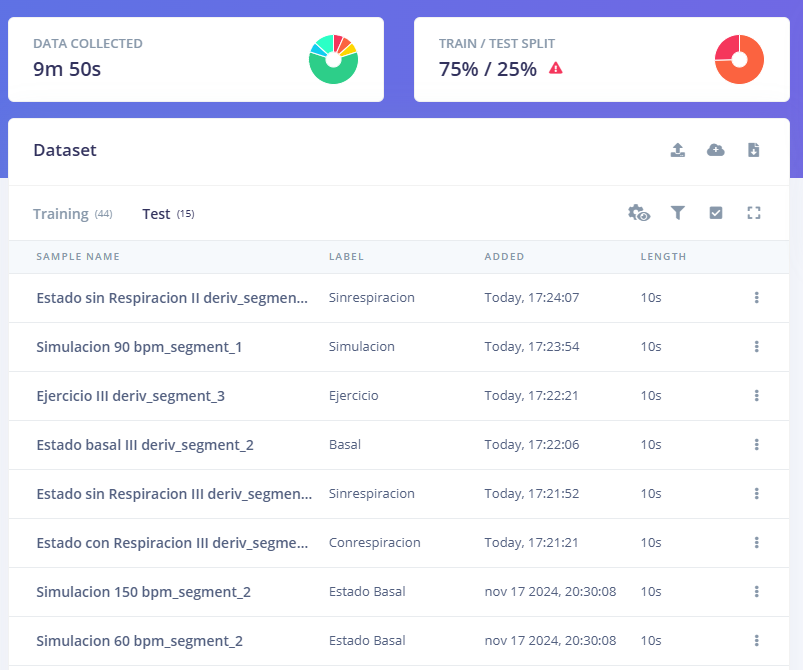 DATA COLLECTED
9m 50s
TRAIN / TEST SPLIT
75% / 25%
Dataset
Training (44) Test (15)
SAMPLE NAME LABEL ADDED LENGTH
Estado sin Respiracion II deriv_segmen... Sinrespiracion Today, 17:24:07 10s
Simulacion 90 bpm_segment_1 Simulacion Today, 17:23:54 10s
Ejercicio III deriv_segment_3 Ejercicio Today, 17:22:21 10s
Estado basal III deriv_segment_2 Basal Today, 17:22:06 10s
Estado sin Respiracion III deriv_segmen... Sinrespiracion Today, 17:21:52 10s
Estado con Respiracion III deriv_segme... Conrespiracion Today, 17:21:21 10s
Simulacion 150 bpm_segment_2 Estado Basal nov 17 2024, 20:30:08 10s
Simulacion 60 bpm_segment_2 Estado Basal nov 17 2024, 20:30:08 10s